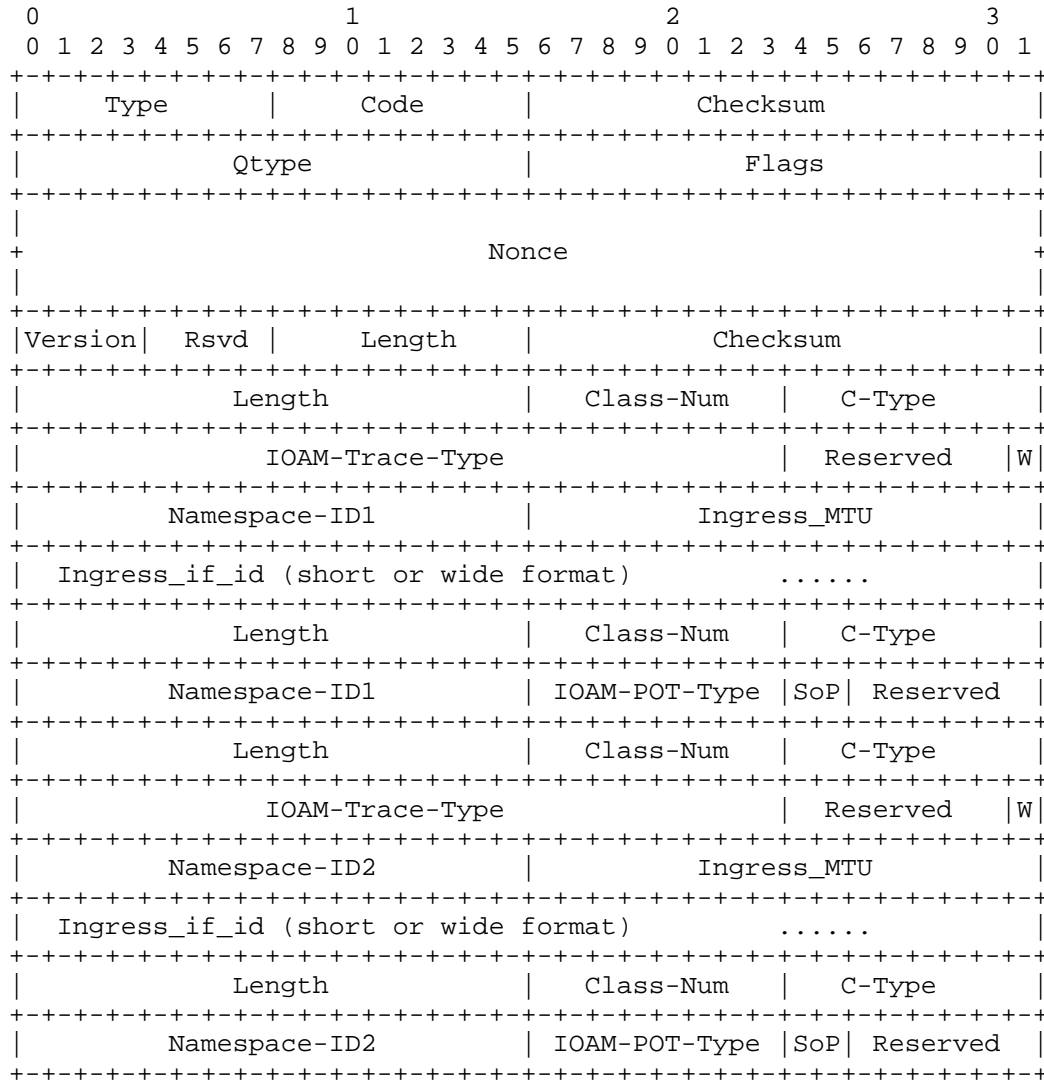 0                   1                   2                   3
 0 1 2 3 4 5 6 7 8 9 0 1 2 3 4 5 6 7 8 9 0 1 2 3 4 5 6 7 8 9 0 1
+-+-+-+-+-+-+-+-+-+-+-+-+-+-+-+-+-+-+-+-+-+-+-+-+-+-+-+-+-+-+-+-+
|     Type      |     Code      |          Checksum             |
+-+-+-+-+-+-+-+-+-+-+-+-+-+-+-+-+-+-+-+-+-+-+-+-+-+-+-+-+-+-+-+-+
|             Qtype             |             Flags             |
+-+-+-+-+-+-+-+-+-+-+-+-+-+-+-+-+-+-+-+-+-+-+-+-+-+-+-+-+-+-+-+-+
|                                                               |
+                             Nonce                             +
|                                                               |
+-+-+-+-+-+-+-+-+-+-+-+-+-+-+-+-+-+-+-+-+-+-+-+-+-+-+-+-+-+-+-+-+
|Version|  Rsvd |     Length    |           Checksum            |
+-+-+-+-+-+-+-+-+-+-+-+-+-+-+-+-+-+-+-+-+-+-+-+-+-+-+-+-+-+-+-+-+
|             Length            |   Class-Num   |   C-Type      |
+-+-+-+-+-+-+-+-+-+-+-+-+-+-+-+-+-+-+-+-+-+-+-+-+-+-+-+-+-+-+-+-+
|               IOAM-Trace-Type                 |  Reserved   |W|
+-+-+-+-+-+-+-+-+-+-+-+-+-+-+-+-+-+-+-+-+-+-+-+-+-+-+-+-+-+-+-+-+
|         Namespace-ID1         |          Ingress_MTU          |
+-+-+-+-+-+-+-+-+-+-+-+-+-+-+-+-+-+-+-+-+-+-+-+-+-+-+-+-+-+-+-+-+
|  Ingress_if_id (short or wide format)         ......          |
+-+-+-+-+-+-+-+-+-+-+-+-+-+-+-+-+-+-+-+-+-+-+-+-+-+-+-+-+-+-+-+-+
|             Length            |   Class-Num   |   C-Type      |
+-+-+-+-+-+-+-+-+-+-+-+-+-+-+-+-+-+-+-+-+-+-+-+-+-+-+-+-+-+-+-+-+
|         Namespace-ID1         | IOAM-POT-Type |SoP| Reserved  |
+-+-+-+-+-+-+-+-+-+-+-+-+-+-+-+-+-+-+-+-+-+-+-+-+-+-+-+-+-+-+-+-+
|             Length            |   Class-Num   |   C-Type      |
+-+-+-+-+-+-+-+-+-+-+-+-+-+-+-+-+-+-+-+-+-+-+-+-+-+-+-+-+-+-+-+-+
|               IOAM-Trace-Type                 |  Reserved   |W|
+-+-+-+-+-+-+-+-+-+-+-+-+-+-+-+-+-+-+-+-+-+-+-+-+-+-+-+-+-+-+-+-+
|         Namespace-ID2         |          Ingress_MTU          |
+-+-+-+-+-+-+-+-+-+-+-+-+-+-+-+-+-+-+-+-+-+-+-+-+-+-+-+-+-+-+-+-+
|  Ingress_if_id (short or wide format)         ......          |
+-+-+-+-+-+-+-+-+-+-+-+-+-+-+-+-+-+-+-+-+-+-+-+-+-+-+-+-+-+-+-+-+
|             Length            |   Class-Num   |   C-Type      |
+-+-+-+-+-+-+-+-+-+-+-+-+-+-+-+-+-+-+-+-+-+-+-+-+-+-+-+-+-+-+-+-+
|         Namespace-ID2         | IOAM-POT-Type |SoP| Reserved  |
+-+-+-+-+-+-+-+-+-+-+-+-+-+-+-+-+-+-+-+-+-+-+-+-+-+-+-+-+-+-+-+-+